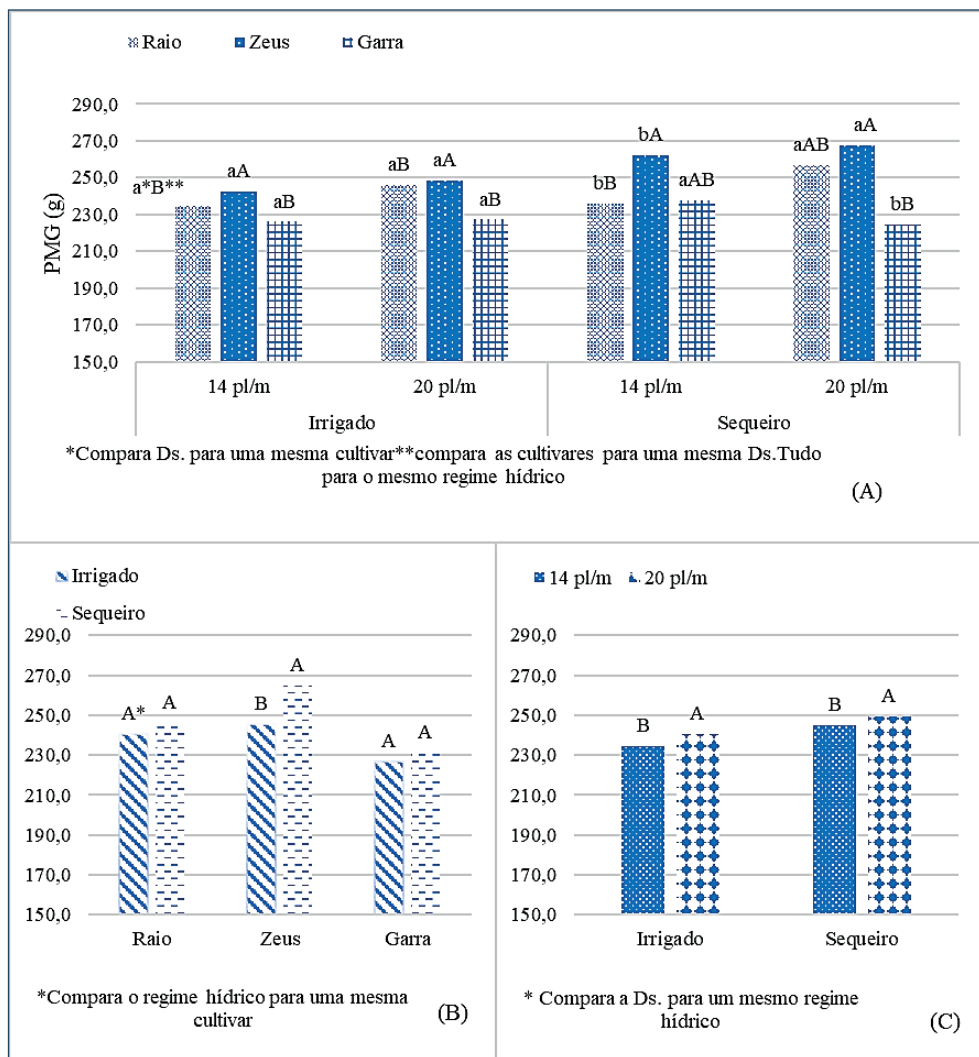 Raio Zeus Garra
290,0
270,0
250,0
230,0
210,0
190,0
170,0
150,0
PMG (g)
a*B** aA aB aB aA aB bB bA aAB aAB aA bB
14 pl/m 20 pl/m 14 pl/m 20 pl/m
Irrigado Sequeiro
*Compara Ds. para uma mesma cultivar**compara as cultivares para uma mesma Ds.Tudo
para o mesmo regime hídrico
(A)
Irrigado
Sequeiro
290,0
270,0
250,0
230,0
210,0
190,0
170,0
150,0
A* A B A A A
Raio Zeus Garra
*Compara o regime hídrico para uma mesma
cultivar
(B)
14 pl/m 20 pl/m
290,0
270,0
250,0
230,0
210,0
190,0
170,0
150,0
B A B A
Irrigado Sequeiro
* Compara a Ds. para um mesmo regime
hídrico
(C)